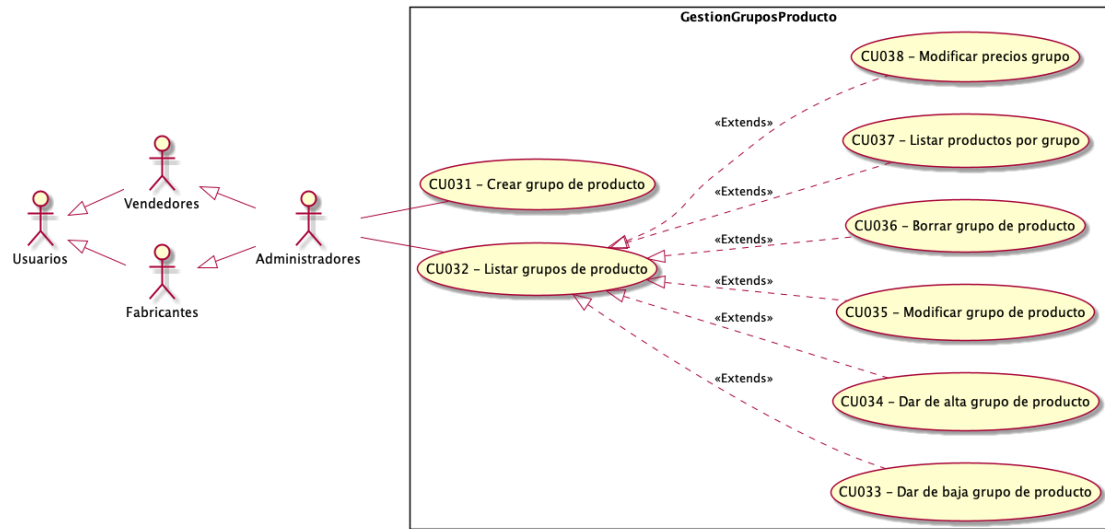 GestionGruposProducto
CU038 – Modificar precios grupo
«Extends»
CU037 – Listar productos por grupo
CU031 – Crear grupo de producto
«Extends»
Vendedores
CU036 – Borrar grupo de producto
«Extends»
Usuarios
Administradores
CU032 – Listar grupos de producto
«Extends»
CU035 – Modificar grupo de producto
Fabricantes
«Extends»
CU034 – Dar de alta grupo de producto
«Extends»
CU033 – Dar de baja grupo de producto